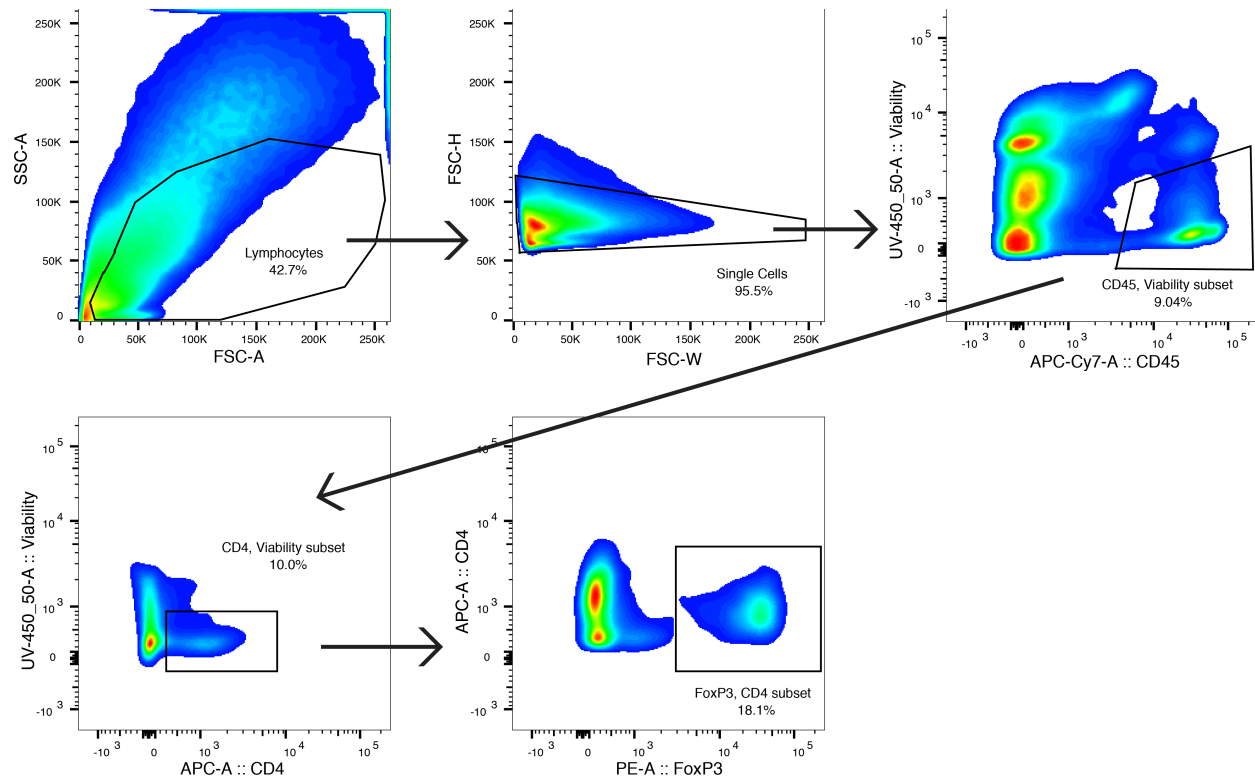 250K
200K
150K
100K
50K
0
SSC-A
Lymphocytes
42.7%
0 50K 100K 150K 200K 250K
FSC-A
250K
200K
150K
100K
50K
0
FSC-H
Single Cells
95.5%
0 50K 100K 150K 200K 250K
FSC-W
10 5
10 4
10 3
0
-10 3
UV-450_50-A :: Viability
CD45, Viability subset
9.04%
-10 3 0 10 3 10 4 10 5
APC-Cy7-A :: CD45
10 5
10 4
10 3
0
-10 3
UV-450_50-A :: Viability
CD4, Viability subset
10.0%
-10 3 0 10 3 10 4 10 5
APC-A :: CD4
10 5
10 4
10 3
0
-10 3
APC-A :: CD4
FoxP3, CD4 subset
18.1%
-10 3 0 10 3 10 4 10 5
PE-A :: FoxP3